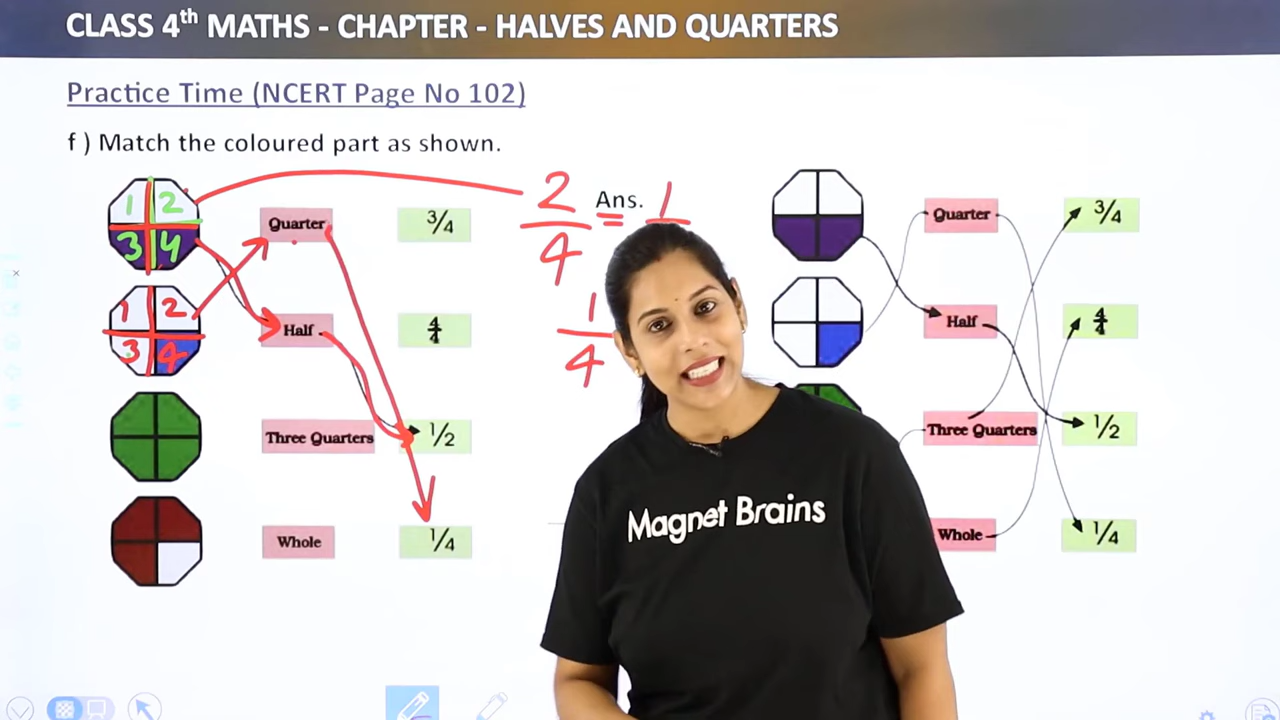 CLASS 4th MATHS - CHAPTER - HALVES AND QUARTERS
Practice Time (NCERT Page No 102)
f ) Match the coloured part as shown.
1 2
3 4
Quarter
3/4
1 2
3 4
Half
4/4
Three Quarters
1/2
Whole
1/4
2/4 = 1
1/4
Ans.
Quarter
3/4
Half
4/4
Three Quarters
1/2
Whole
1/4
Magnet Brains